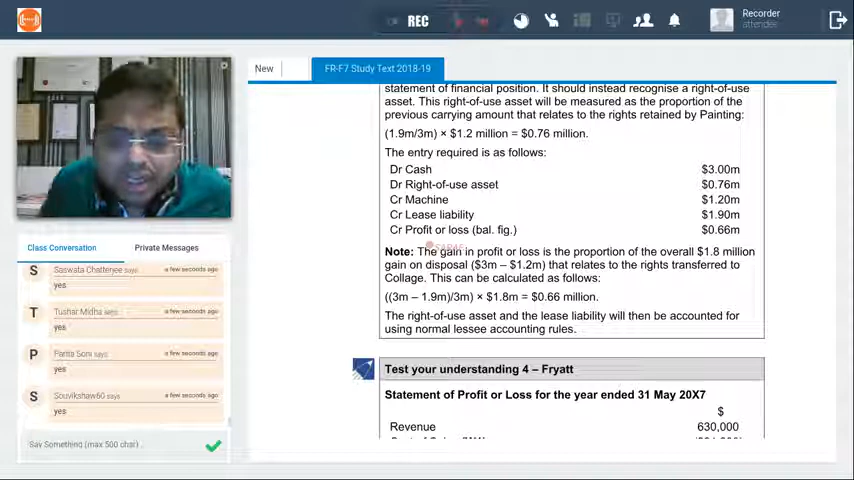 REC
Recorder
attendee
New
FR-F7 Study Text 2018-19
statement of financial position. It should instead recognise a right-of-use
asset. This right-of-use asset will be measured as the proportion of the
previous carrying amount that relates to the rights retained by Painting:
(1.9m/3m) × $1.2 million = $0.76 million.
The entry required is as follows:
Dr Cash $3.00m
Dr Right-of-use asset $0.76m
Cr Machine $1.20m
Cr Lease liability $1.90m
Cr Profit or loss (bal. fig.) $0.66m
Note: The gain in profit or loss is the proportion of the overall $1.8 million
gain on disposal ($3m – $1.2m) that relates to the rights transferred to
Collage. This can be calculated as follows:
((3m – 1.9m)/3m) × $1.8m = $0.66 million.
The right-of-use asset and the lease liability will then be accounted for
using normal lessee accounting rules.
Test your understanding 4 – Fryatt
Statement of Profit or Loss for the year ended 31 May 20X7
$
Revenue 630,000
Class Conversation Private Messages
S Saswata Chatterjee says a few seconds ago
yes
T Tushar Midha says a few seconds ago
yes
P Parita Soni says a few seconds ago
yes
S Souvikshaw60 says a few seconds ago
yes
Say Something (max 500 char)